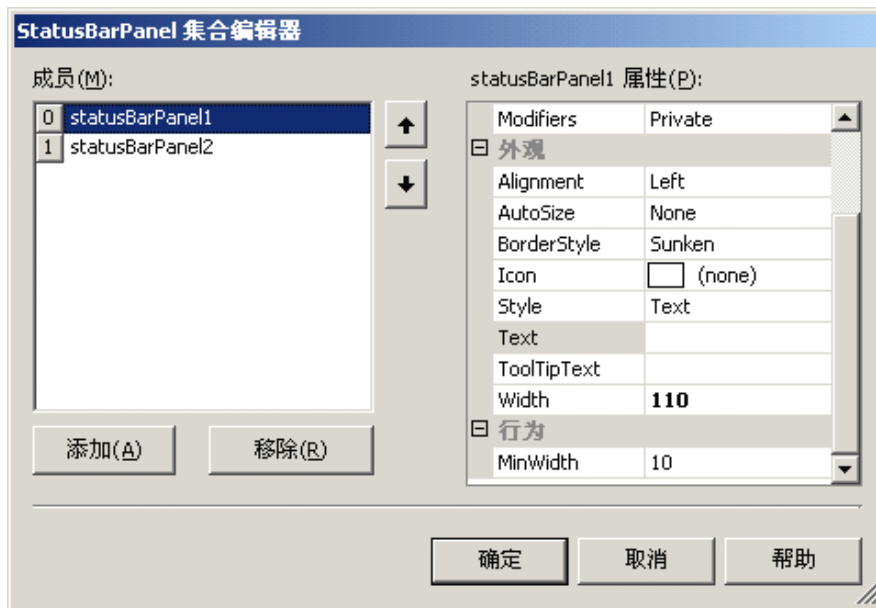 StatusBarPanel 集合编辑器
成员(M):
0 statusBarPanel1
1 statusBarPanel2
添加(A)
移除(R)
statusBarPanel1 属性(P):
Modifiers Private
外观
Alignment Left
AutoSize None
BorderStyle Sunken
Icon (none)
Style Text
Text
ToolTipText
Width 110
行为
MinWidth 10
确定
取消
帮助